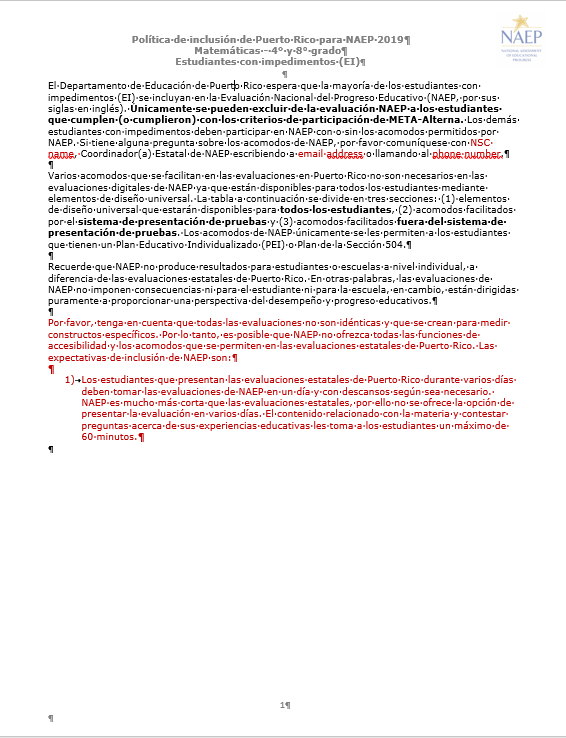 Política de inclusión de Puerto Rico para NAEP 2019¶
Matemáticas - 4° y 8° grado¶
Estudiantes con impedimentos (EI)¶
¶
NAEP
NATIONAL ASSESSMENT
OF EDUCATIONAL
PROGRESS
El Departamento de Educación de Puerto Rico espera que la mayoría de los estudiantes con
impedimentos (EI) se incluyan en la Evaluación Nacional del Progreso Educativo (NAEP, por sus
siglas en inglés). Únicamente se pueden excluir de la evaluación NAEP a los estudiantes
que cumplen (o cumplieron) con los criterios de participación de META-Alterna. Los demás
estudiantes con impedimentos deben participar en NAEP con o sin los acomodos permitidos por
NAEP. Si tiene alguna pregunta sobre los acomodos de NAEP, por favor comuníquese con NSC
name, Coordinador(a) Estatal de NAEP escribiendo a email address o llamando al phone number.¶
¶
Varios acomodos que se facilitan en las evaluaciones en Puerto Rico no son necesarios en las
evaluaciones digitales de NAEP ya que están disponibles para todos los estudiantes mediante
elementos de diseño universal. La tabla a continuación se divide en tres secciones: (1) elementos
de diseño universal que estarán disponibles para todos los estudiantes, (2) acomodos facilitados
por el sistema de presentación de pruebas y (3) acomodos facilitados fuera del sistema de
presentación de pruebas. Los acomodos de NAEP únicamente se les permiten a los estudiantes
que tienen un Plan Educativo Individualizado (PEI) o Plan de la Sección 504.¶
¶
Recuerde que NAEP no produce resultados para estudiantes o escuelas a nivel individual, a
diferencia de las evaluaciones estatales de Puerto Rico. En otras palabras, las evaluaciones de
NAEP no imponen consecuencias ni para el estudiante ni para la escuela, en cambio, están dirigidas
puramente a proporcionar una perspectiva del desempeño y progreso educativos.¶
¶
Por favor, tenga en cuenta que todas las evaluaciones no son idénticas y que se crean para medir
constructos específicos. Por lo tanto, es posible que NAEP no ofrezca todas las funciones de
accesibilidad y los acomodos que se permiten en las evaluaciones estatales de Puerto Rico. Las
expectativas de inclusión de NAEP son:¶
¶
1)→Los estudiantes que presentan las evaluaciones estatales de Puerto Rico durante varios días
deben tomar las evaluaciones de NAEP en un día y con descansos según sea necesario.
NAEP es mucho más corta que las evaluaciones estatales, por ello no se ofrece la opción de
presentar la evaluación en varios días. El contenido relacionado con la materia y contestar
preguntas acerca de sus experiencias educativas les toma a los estudiantes un máximo de
60 minutos.¶
¶
1¶
¶